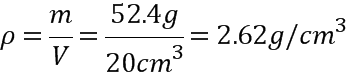 ρ = m/V = 52.4g/20cm³ = 2.62g/cm³